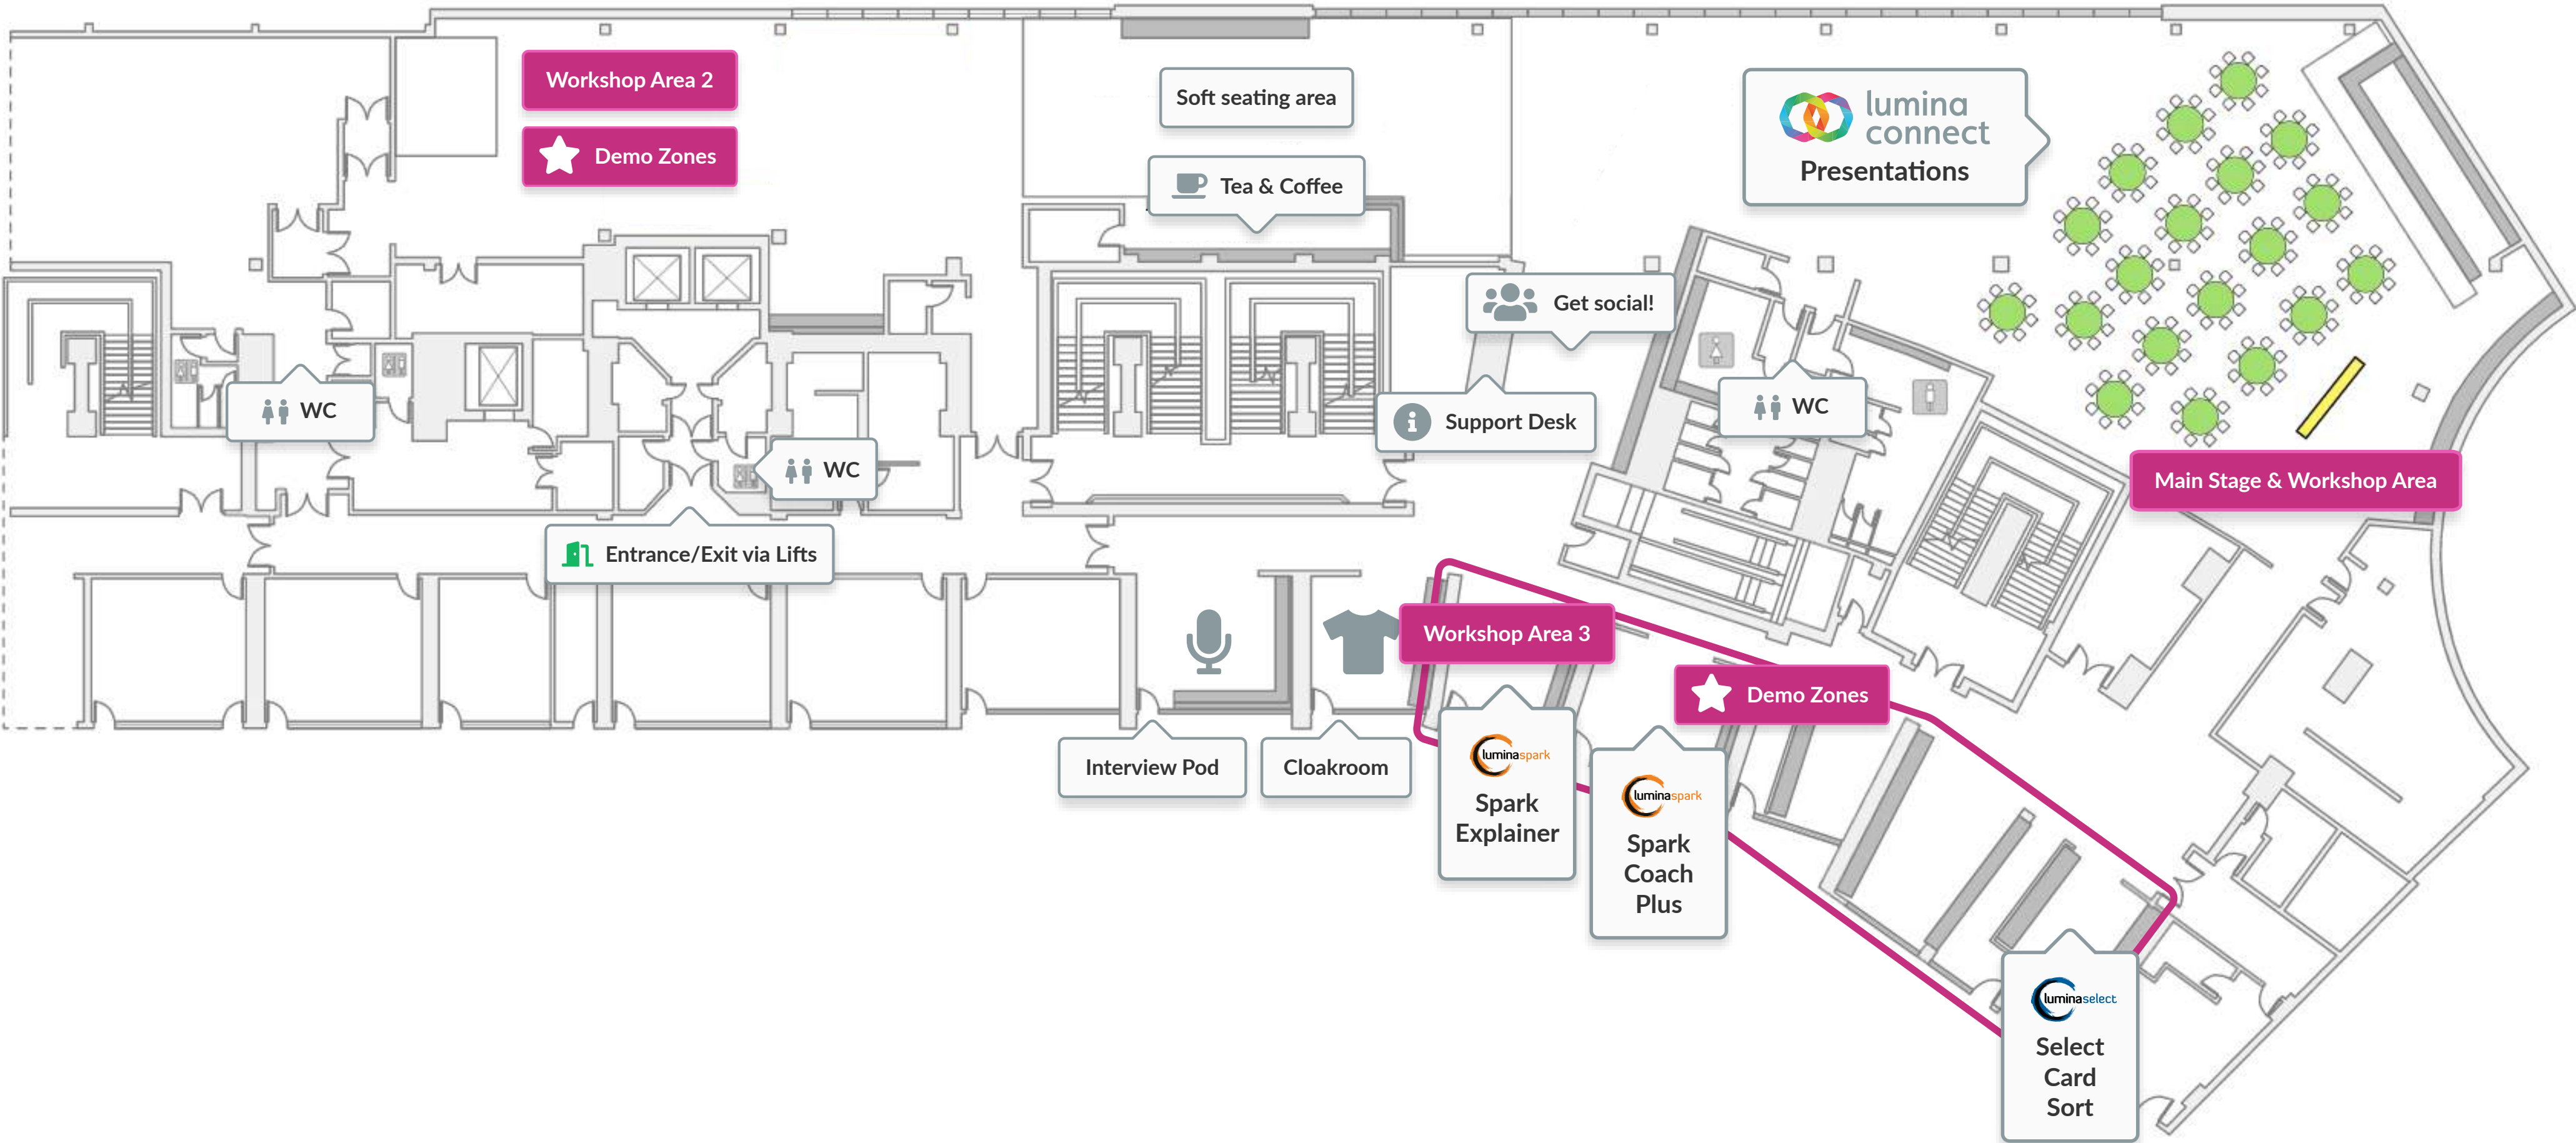 Workshop Area 2
Demo Zones
Soft seating area
Tea & Coffee
lumina
connect
Presentations
Get social!
Support Desk
WC
WC
WC
Entrance/Exit via Lifts
Main Stage & Workshop Area
Workshop Area 3
Demo Zones
Interview Pod
Cloakroom
luminaspark
Spark
Explainer
luminaspark
Spark
Coach
Plus
luminaselect
Select
Card
Sort